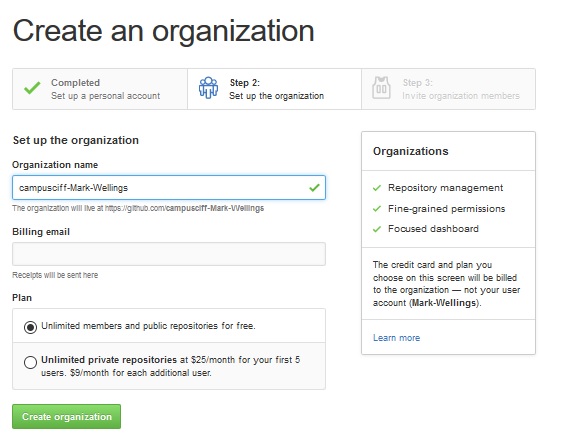 Create an organization
Completed
Set up a personal account
Step 2:
Set up the organization
Step 3:
Invite organization members
Set up the organization
Organization name
campusciff-Mark-Wellings
The organization will live at https://github.com/campusciff-Mark-Wellings
Billing email
Receipts will be sent here
Plan
Unlimited members and public repositories for free.
Unlimited private repositories at $25/month for your first 5
users. $9/month for each additional user.
Create organization
Organizations
Repository management
Fine-grained permissions
Focused dashboard
The credit card and plan you
choose on this screen will be billed
to the organization — not your user
account (Mark-Wellings).
Learn more